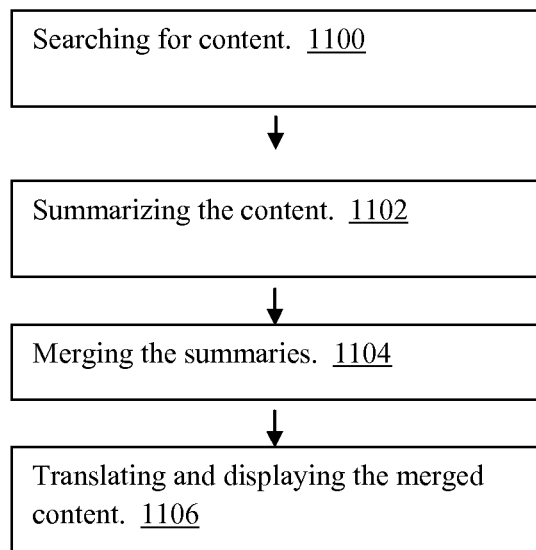 Searching for content. 1100
Summarizing the content. 1102
Merging the summaries. 1104
Translating and displaying the merged
content. 1106